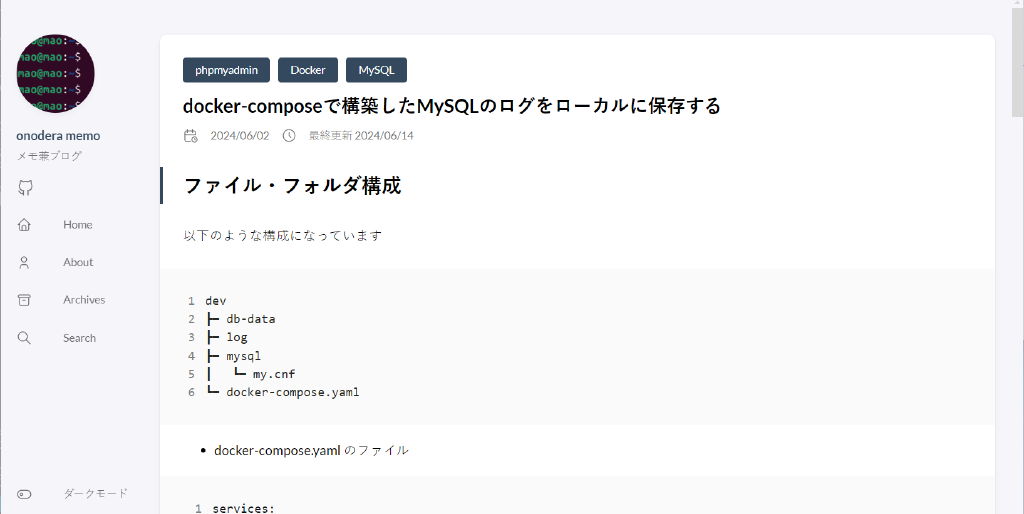 mao@mao:~$
mao@mao:~$
mao@mao:~$
mao@mao:~$
mao@mao:~$
onodera memo
メモ兼ブログ
Home
About
Archives
Search
ダークモード
phpmyadmin Docker MySQL
docker-composeで構築したMySQLのログをローカルに保存する
2024/06/02 最終更新 2024/06/14
ファイル・フォルダ構成
以下のような構成になっています
1 dev
2 ├─ db-data
3 ├─ log
4 ├─ mysql
5 │ └─ my.cnf
6 └─ docker-compose.yaml
• docker-compose.yaml のファイル
1 services: